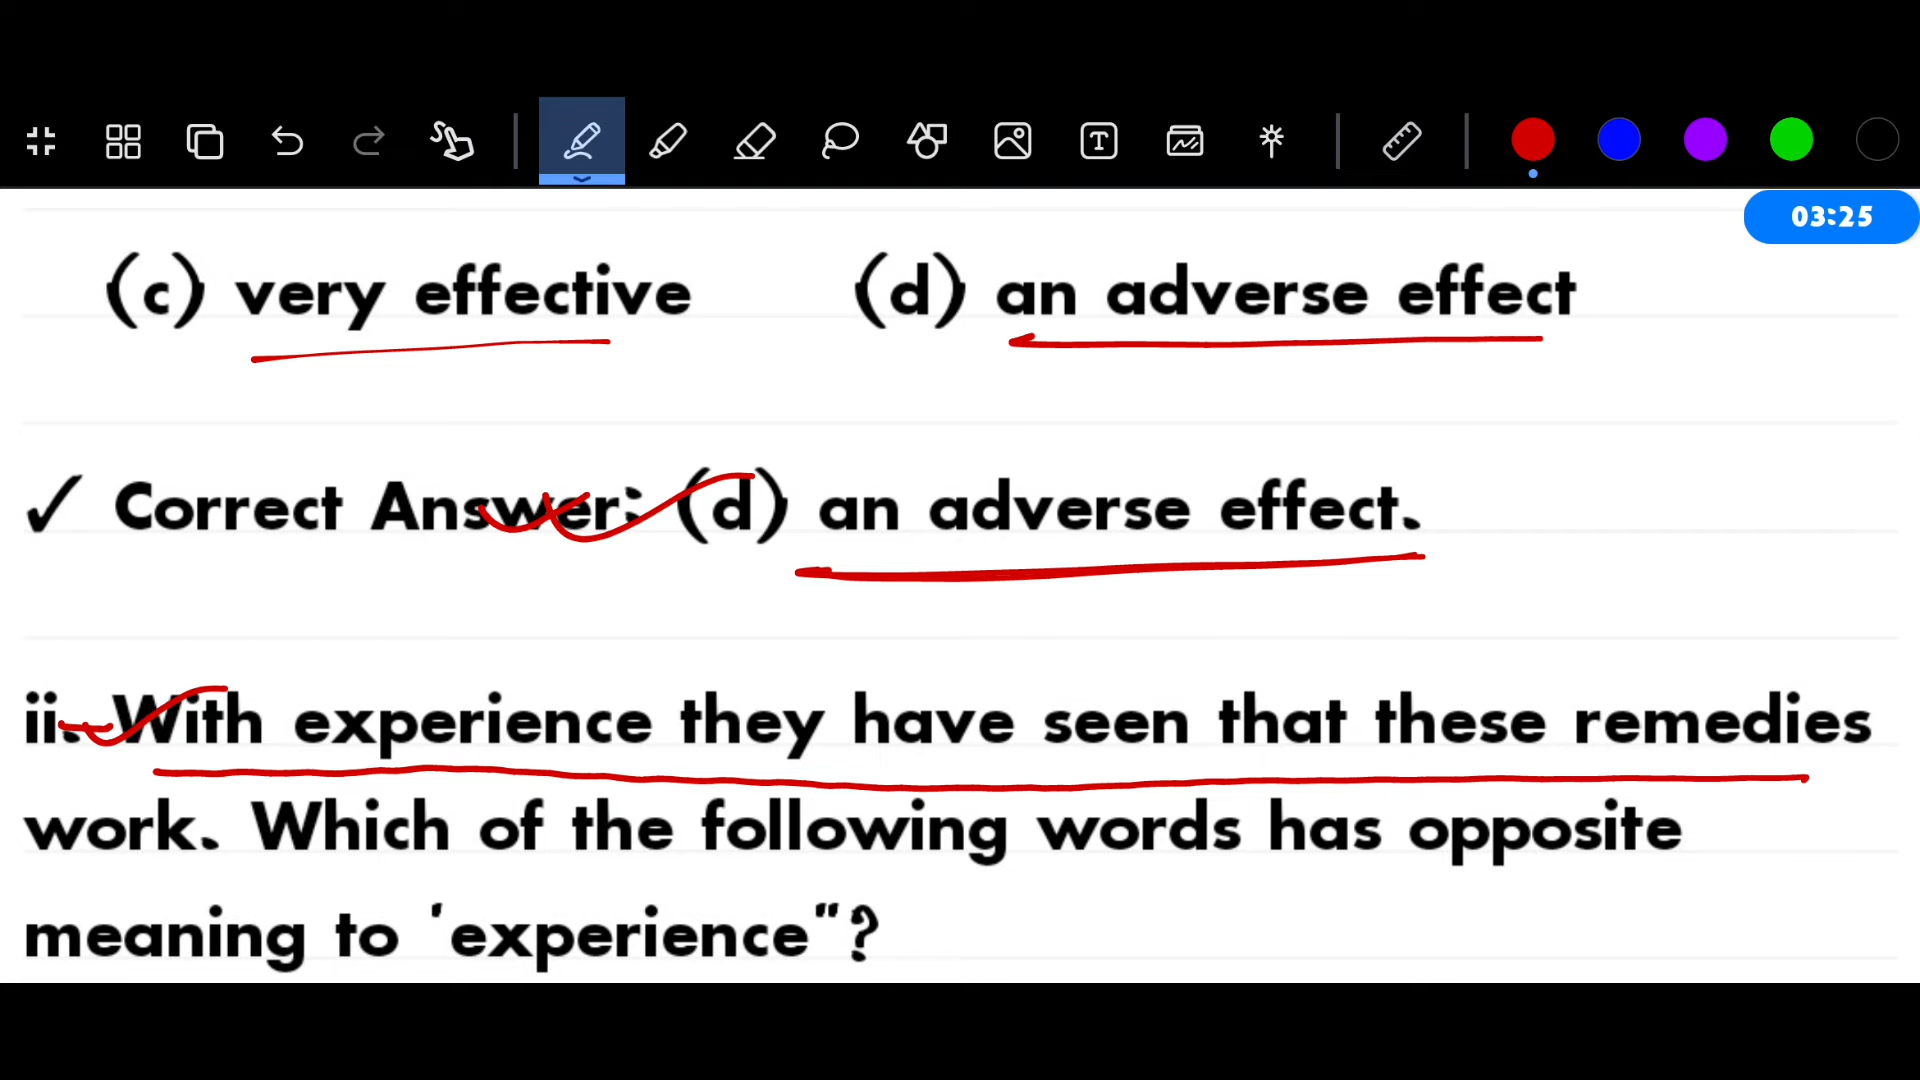 03:25
(c) very effective (d) an adverse effect
✓ Correct Answer: (d) an adverse effect.
ii. With experience they have seen that these remedies
work. Which of the following words has opposite
meaning to 'experience"?